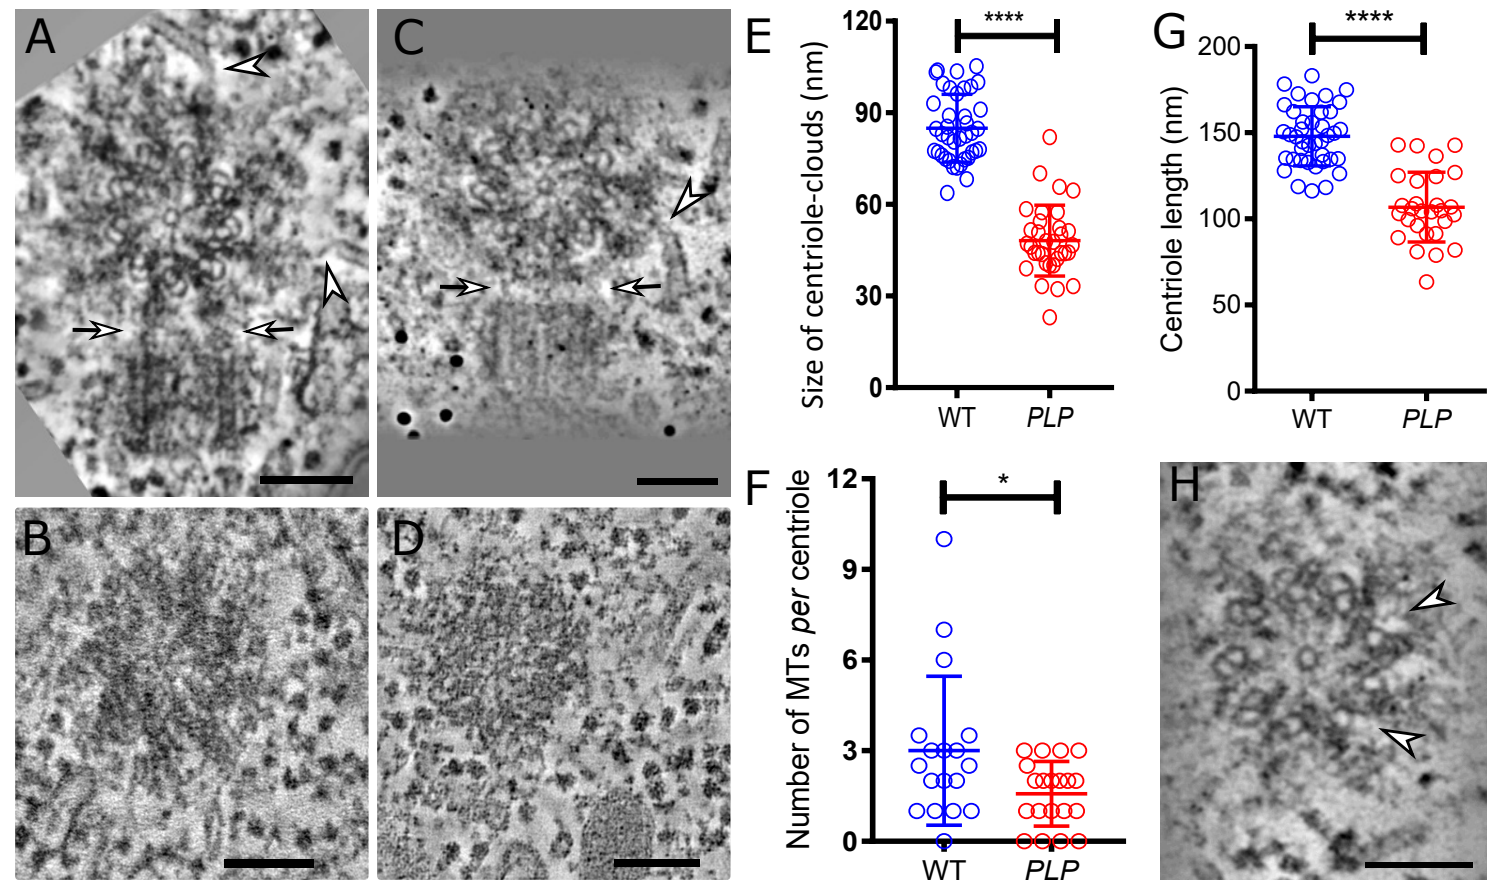 A
B
C
D
E
Size of centriole-clouds (nm)
120
90
60
30
0
****
WT
PLP
F
Number of MTs per centriole
12
9
6
3
0
*
WT
PLP
G
Centriole length (nm)
200
150
100
50
0
****
WT
PLP
H